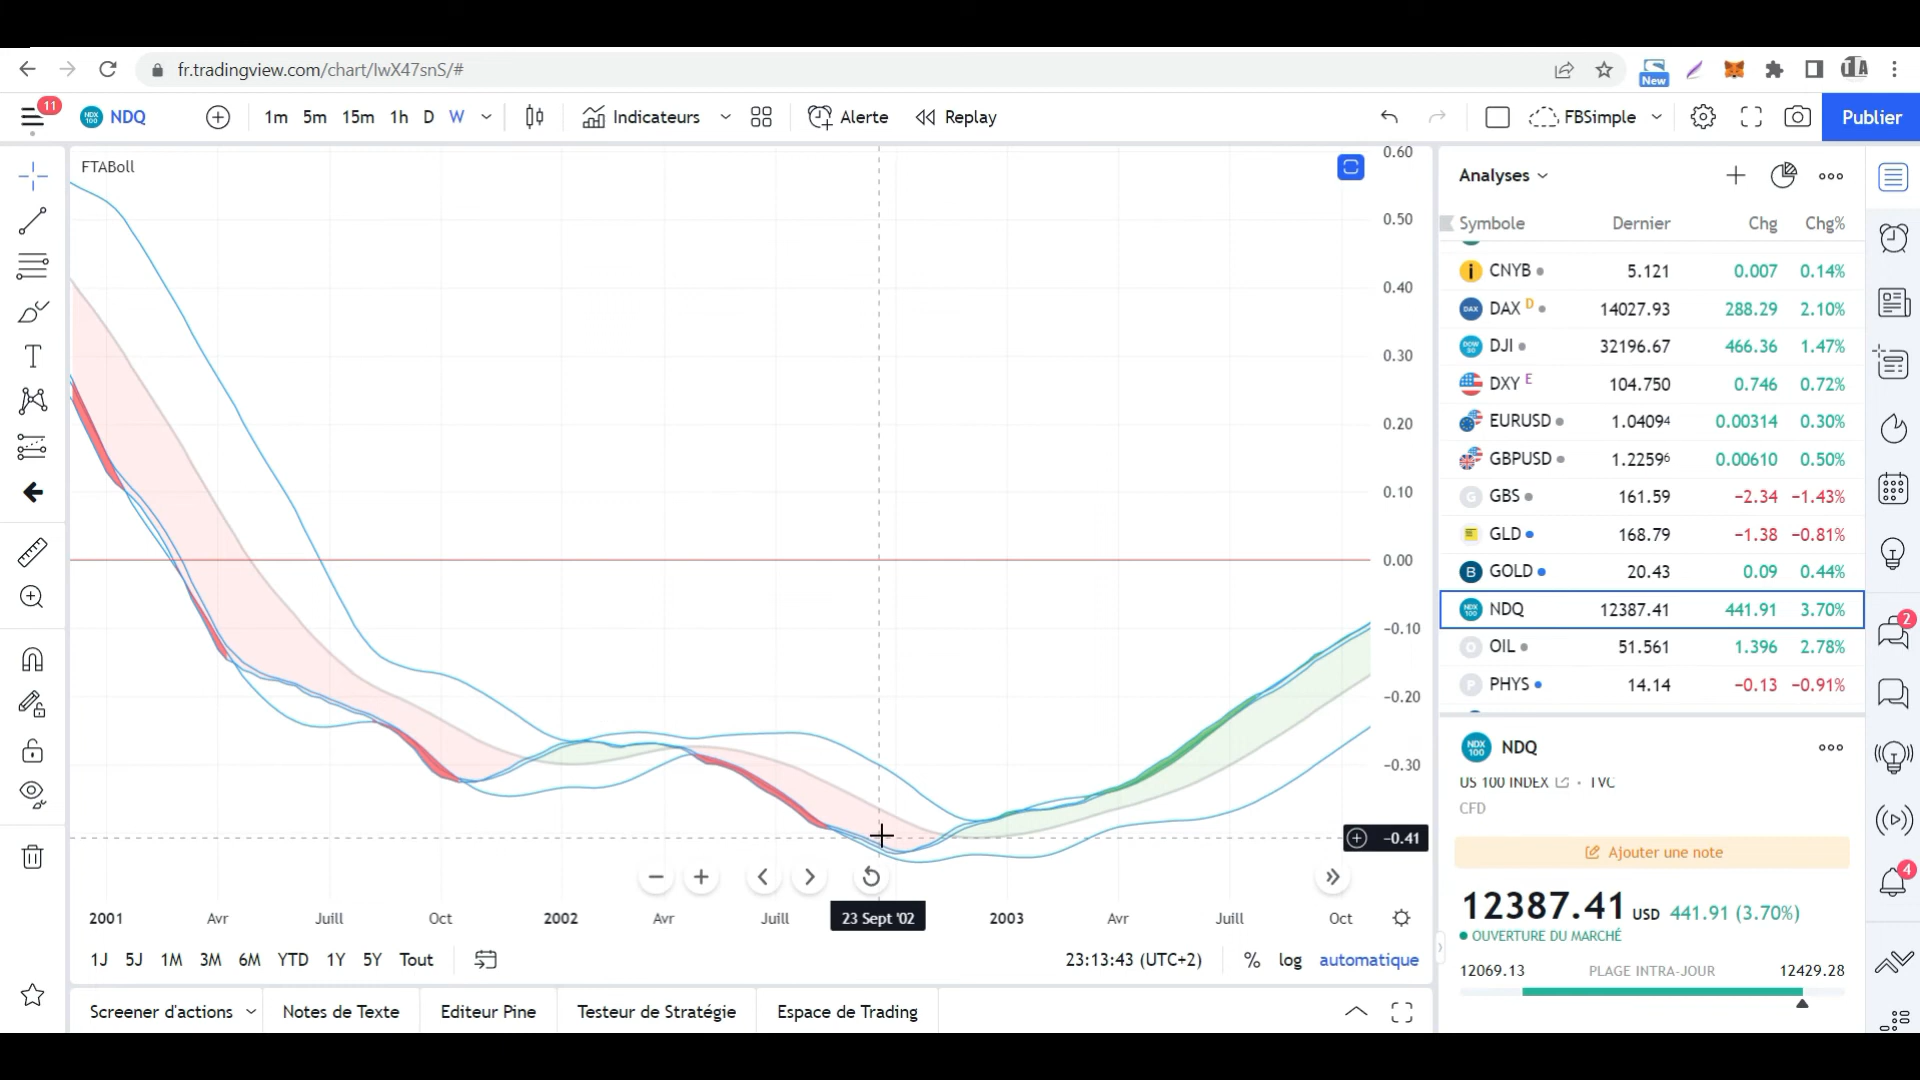 fr.tradingview.com/chart/lwX47snS/#
New
11 NDQ 1m 5m 15m 1h D W Indicateurs Alerte Replay FBSimple Publier
FTABoll
0.60
0.50
0.40
0.30
0.20
0.10
0.00
−0.10
−0.20
−0.30
−0.41
2001 Avr Juill Oct 2002 Avr Juill 23 Sept '02 2003 Avr Juill Oct
1J 5J 1M 3M 6M YTD 1Y 5Y Tout 23:13:43 (UTC+2) % log automatique
Screener d'actions Notes de Texte Editeur Pine Testeur de Stratégie Espace de Trading
Analyses
Symbole Dernier Chg Chg%
CNYB 5.121 0.007 0.14%
DAX D 14027.93 288.29 2.10%
DJI 32196.67 466.36 1.47%
DXY E 104.750 0.746 0.72%
EURUSD 1.04094 0.00314 0.30%
GBPUSD 1.22596 0.00610 0.50%
GBS 161.59 −2.34 −1.43%
GLD 168.79 −1.38 −0.81%
GOLD 20.43 0.09 0.44%
NDQ 12387.41 441.91 3.70%
OIL 51.561 1.396 2.78%
PHYS 14.14 −0.13 −0.91%
NDQ
US 100 INDEX • TVC
CFD
Ajouter une note
12387.41 USD 441.91 (3.70%)
OUVERTURE DU MARCHÉ
12069.13 PLAGE INTRA-JOUR 12429.28
2
4